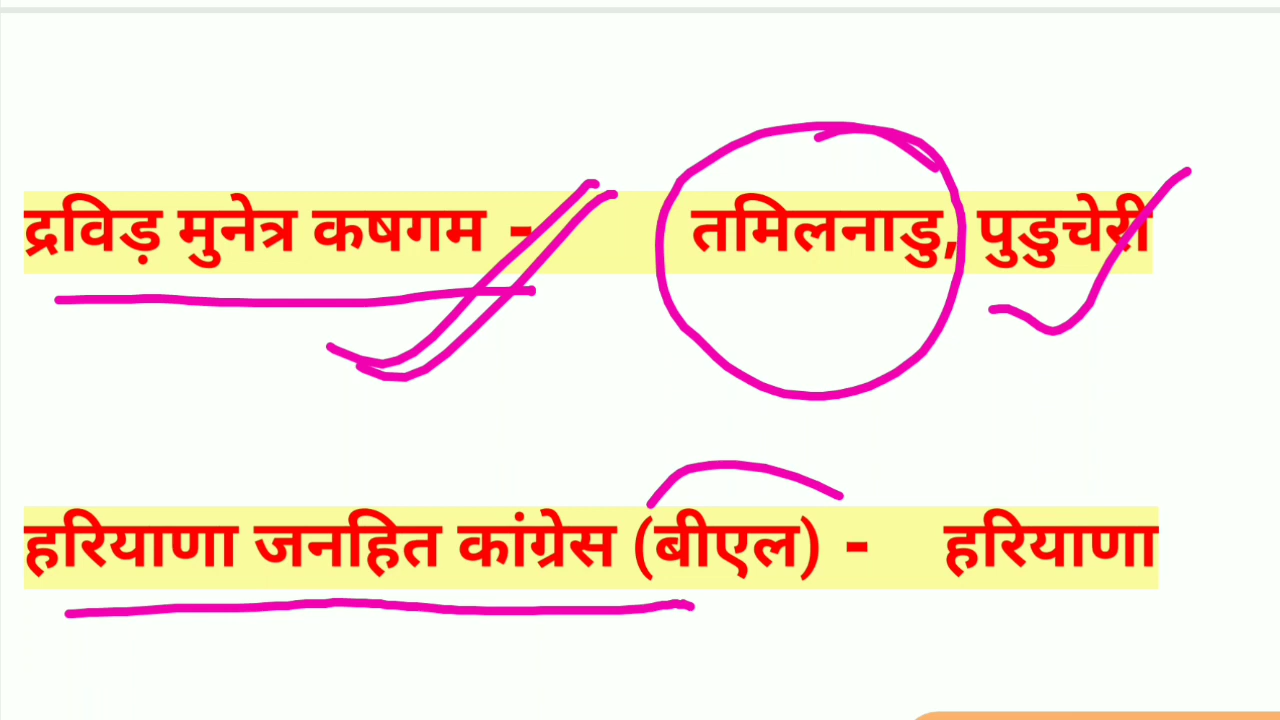 द्रविड़ मुनेत्र कषगम - तमिलनाडु, पुडुचेरी
हरियाणा जनहित कांग्रेस (बीएल) - हरियाणा